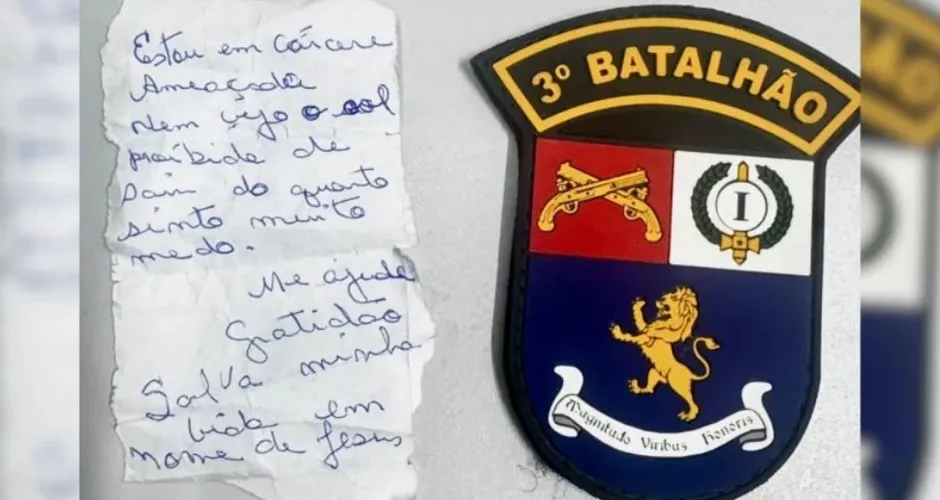 Estou em cárcere
Ameaçada
Nem vejo o sol
proibida de
sair do quarto
sinto muito
medo.
Me ajude
Gratidão
Salva minha
vida em
nome de Jesus
3º BATALHÃO
I
Magnitudo Viribus Honoris